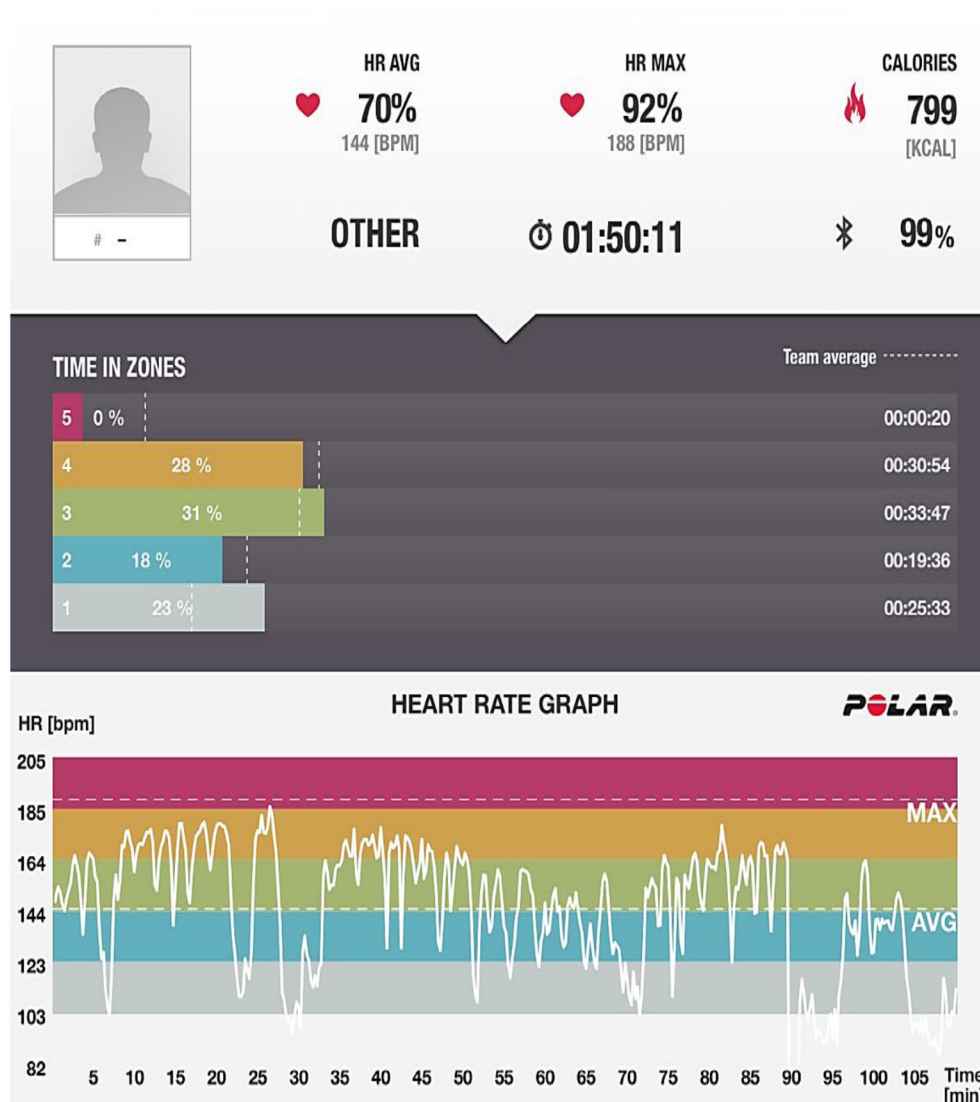 HR AVG
70%
144 [BPM]
HR MAX
92%
188 [BPM]
CALORIES
799
[KCAL]
# –
OTHER
01:50:11
99%
TIME IN ZONES
Team average
5 0 % 00:00:20
4 28 % 00:30:54
3 31 % 00:33:47
2 18 % 00:19:36
1 23 % 00:25:33
HEART RATE GRAPH
POLAR
HR [bpm]
205
185
MAX
164
144
AVG
123
103
82
5 10 15 20 25 30 35 40 45 50 55 60 65 70 75 80 85 90 95 100 105 Time
[min]